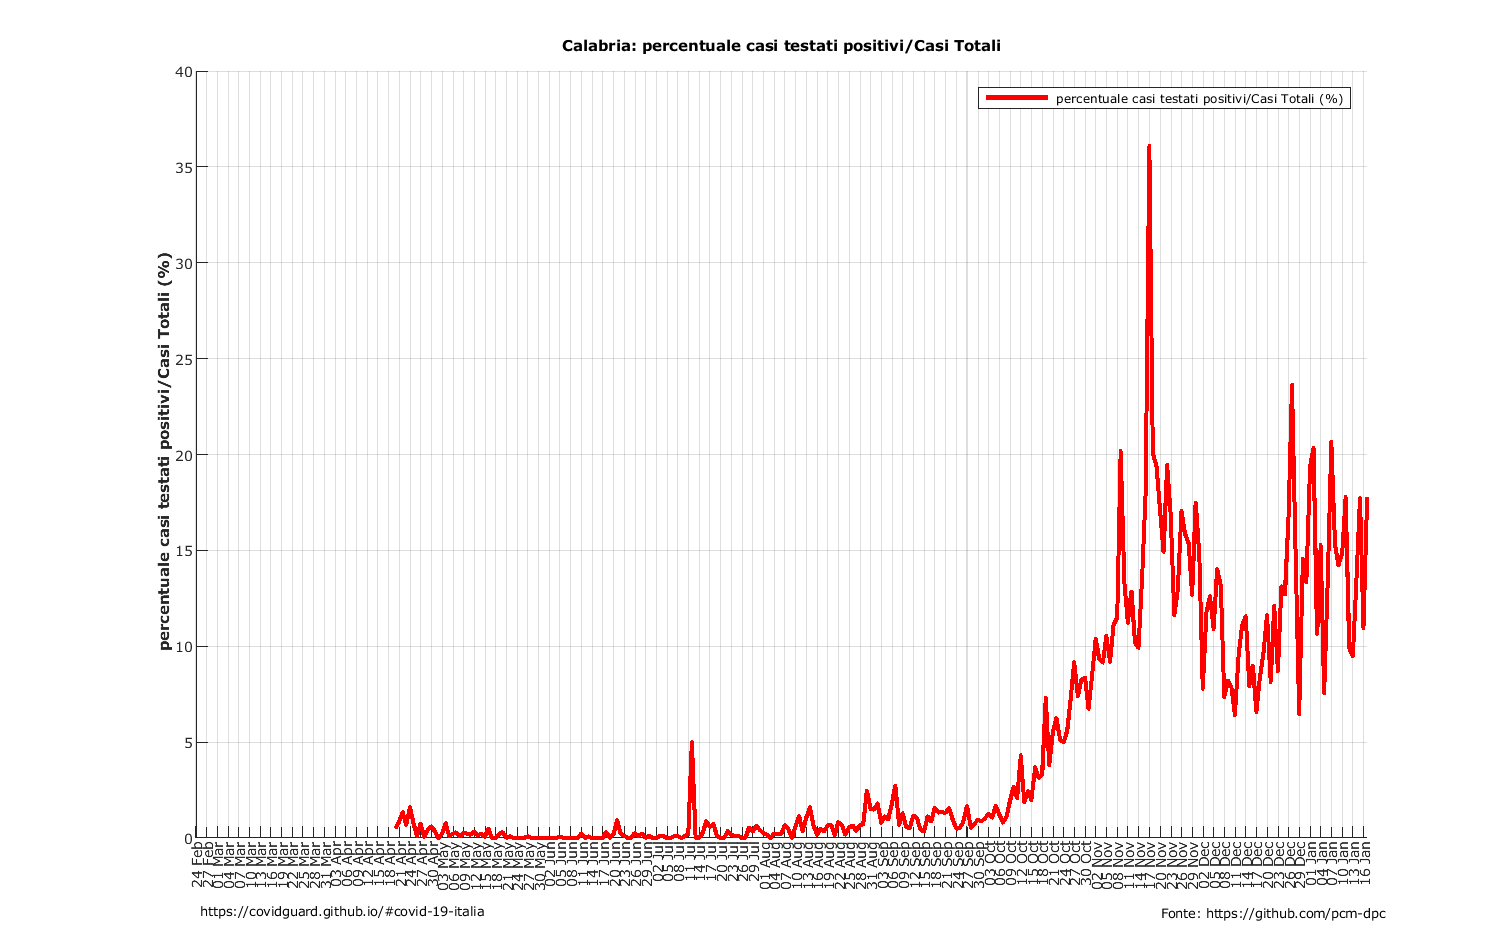 Calabria: percentuale casi testati positivi/Casi Totali
percentuale casi testati positivi/Casi Totali (%)
percentuale casi testati positivi/Casi Totali (%)
40
35
30
25
20
15
10
5
0
24 Feb
27 Feb
01 Mar
04 Mar
07 Mar
10 Mar
13 Mar
16 Mar
19 Mar
22 Mar
25 Mar
28 Mar
31 Mar
03 Apr
06 Apr
09 Apr
12 Apr
15 Apr
18 Apr
21 Apr
24 Apr
27 Apr
30 Apr
03 May
06 May
09 May
12 May
15 May
18 May
21 May
24 May
27 May
30 May
02 Jun
05 Jun
08 Jun
11 Jun
14 Jun
17 Jun
20 Jun
23 Jun
26 Jun
29 Jun
02 Jul
05 Jul
08 Jul
11 Jul
14 Jul
17 Jul
20 Jul
23 Jul
26 Jul
29 Jul
01 Aug
04 Aug
07 Aug
10 Aug
13 Aug
16 Aug
19 Aug
22 Aug
25 Aug
28 Aug
31 Aug
03 Sep
06 Sep
09 Sep
12 Sep
15 Sep
18 Sep
21 Sep
24 Sep
27 Sep
30 Sep
03 Oct
06 Oct
09 Oct
12 Oct
15 Oct
18 Oct
21 Oct
24 Oct
27 Oct
30 Oct
02 Nov
05 Nov
08 Nov
11 Nov
14 Nov
17 Nov
20 Nov
23 Nov
26 Nov
29 Nov
02 Dec
05 Dec
08 Dec
11 Dec
14 Dec
17 Dec
20 Dec
23 Dec
26 Dec
29 Dec
01 Jan
04 Jan
07 Jan
10 Jan
13 Jan
16 Jan
https://covidguard.github.io/#covid-19-italia
Fonte: https://github.com/pcm-dpc